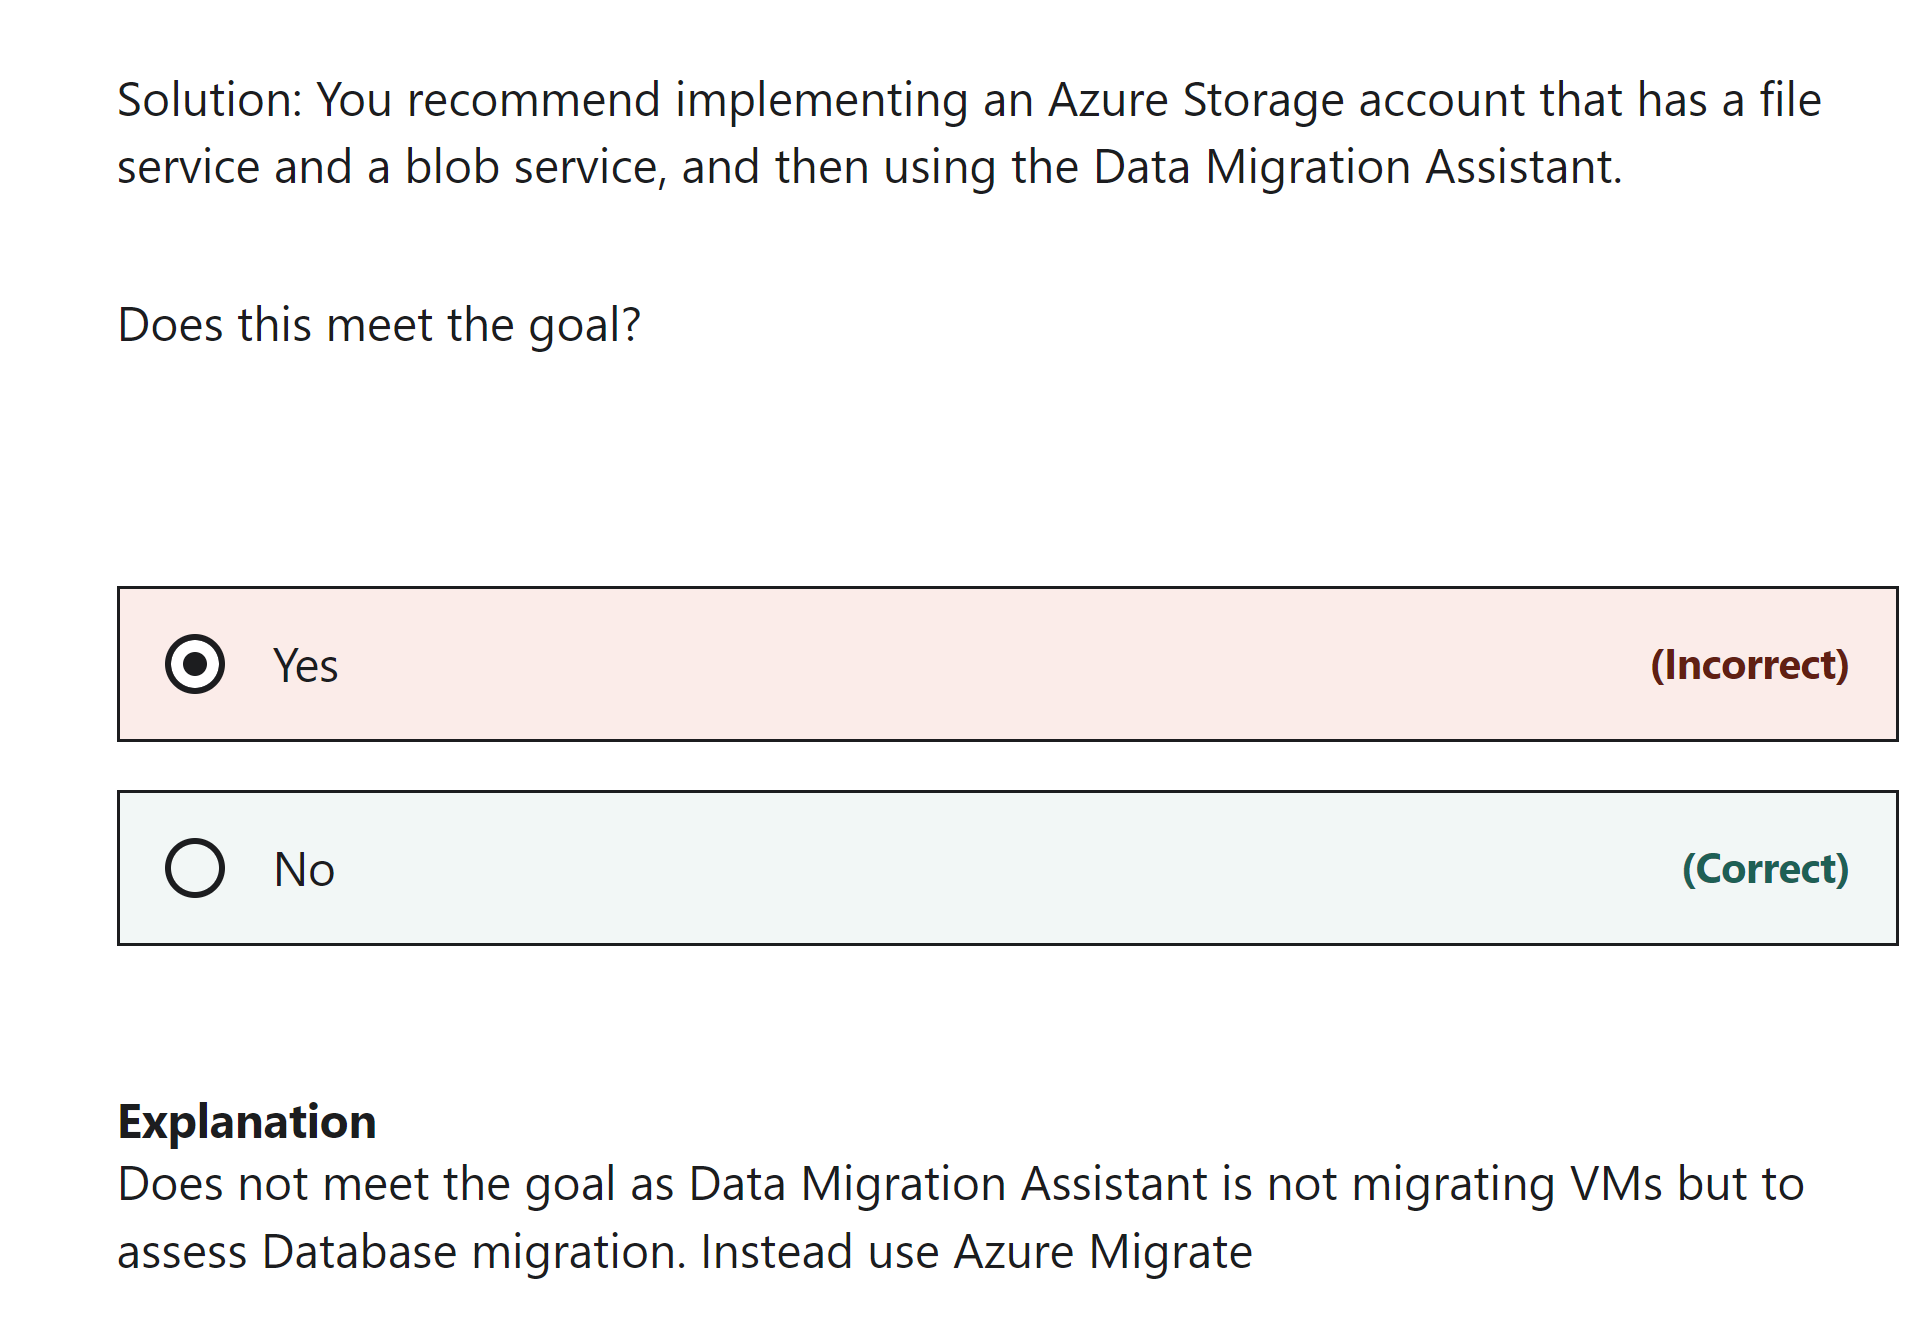 Solution: You recommend implementing an Azure Storage account that has a file
service and a blob service, and then using the Data Migration Assistant.
Does this meet the goal?
Yes (Incorrect)
No (Correct)
Explanation
Does not meet the goal as Data Migration Assistant is not migrating VMs but to
assess Database migration. Instead use Azure Migrate